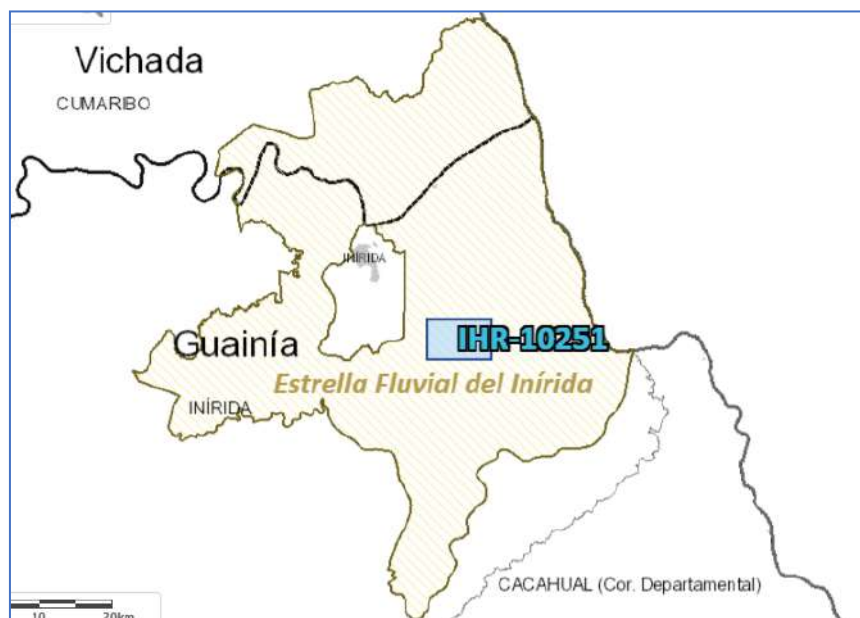 Vichada
CUMARIBO
INÍRIDA
IHR-10251
Guainía
Estrella Fluvial del Inírida
INÍRIDA
CACAHUAL (Cor. Departamental)
10
20km